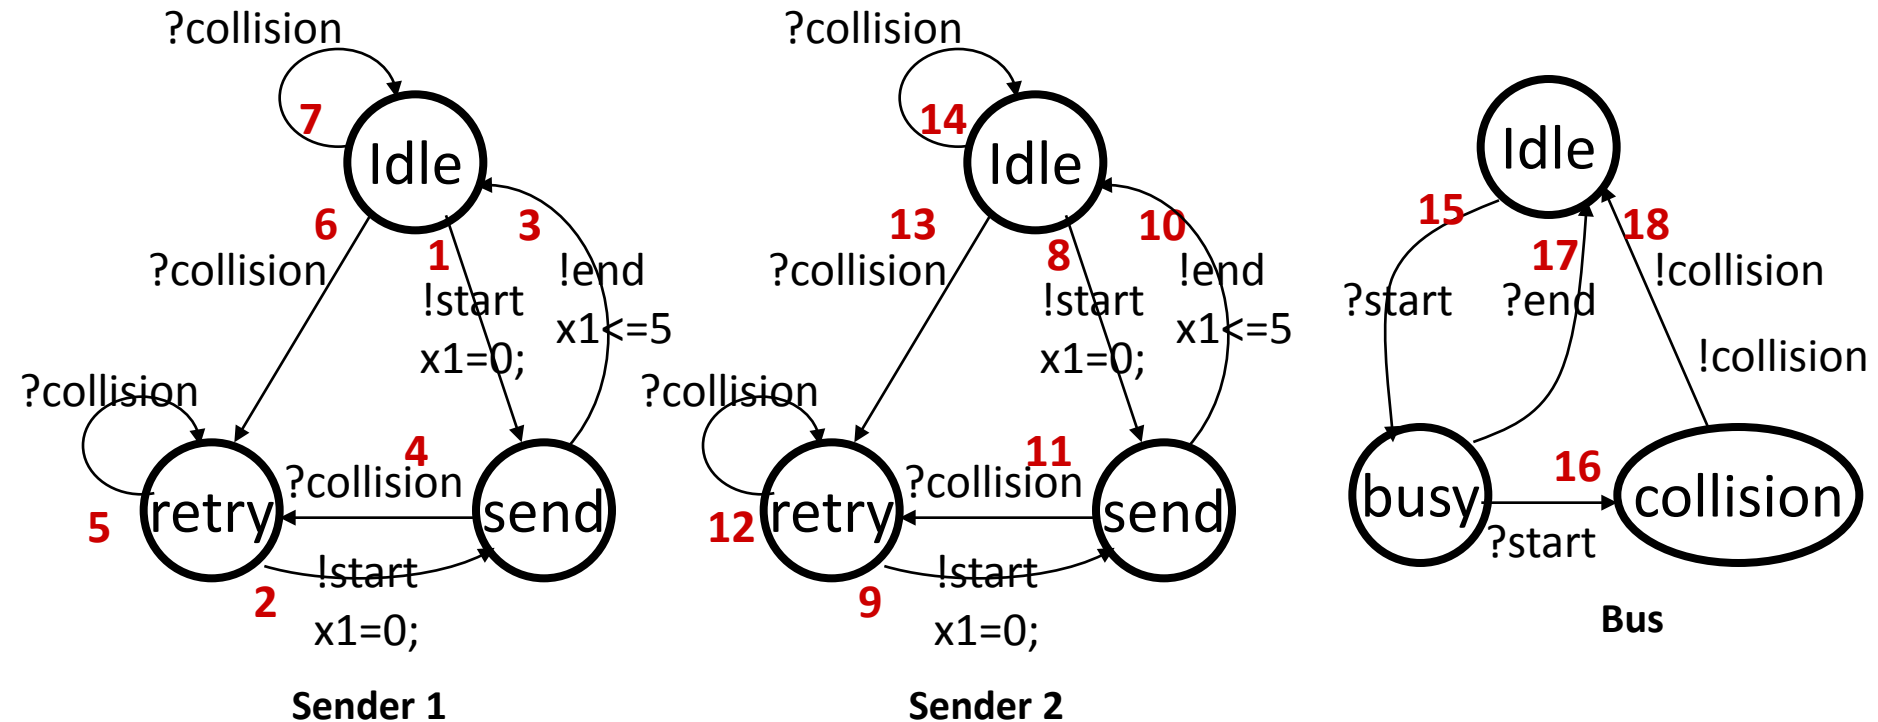 ?collision
7
Idle
6
1
3
?collision
!start
x1=0;
!end
x1<=5
?collision
4
?collision
retry
send
5
2
!start
x1=0;
Sender 1
?collision
14
Idle
13
8
10
?collision
!start
x1=0;
!end
x1<=5
?collision
11
?collision
retry
send
12
9
!start
x1=0;
Sender 2
Idle
15
17
18
?start
?end
!collision
!collision
16
busy
collision
?start
Bus